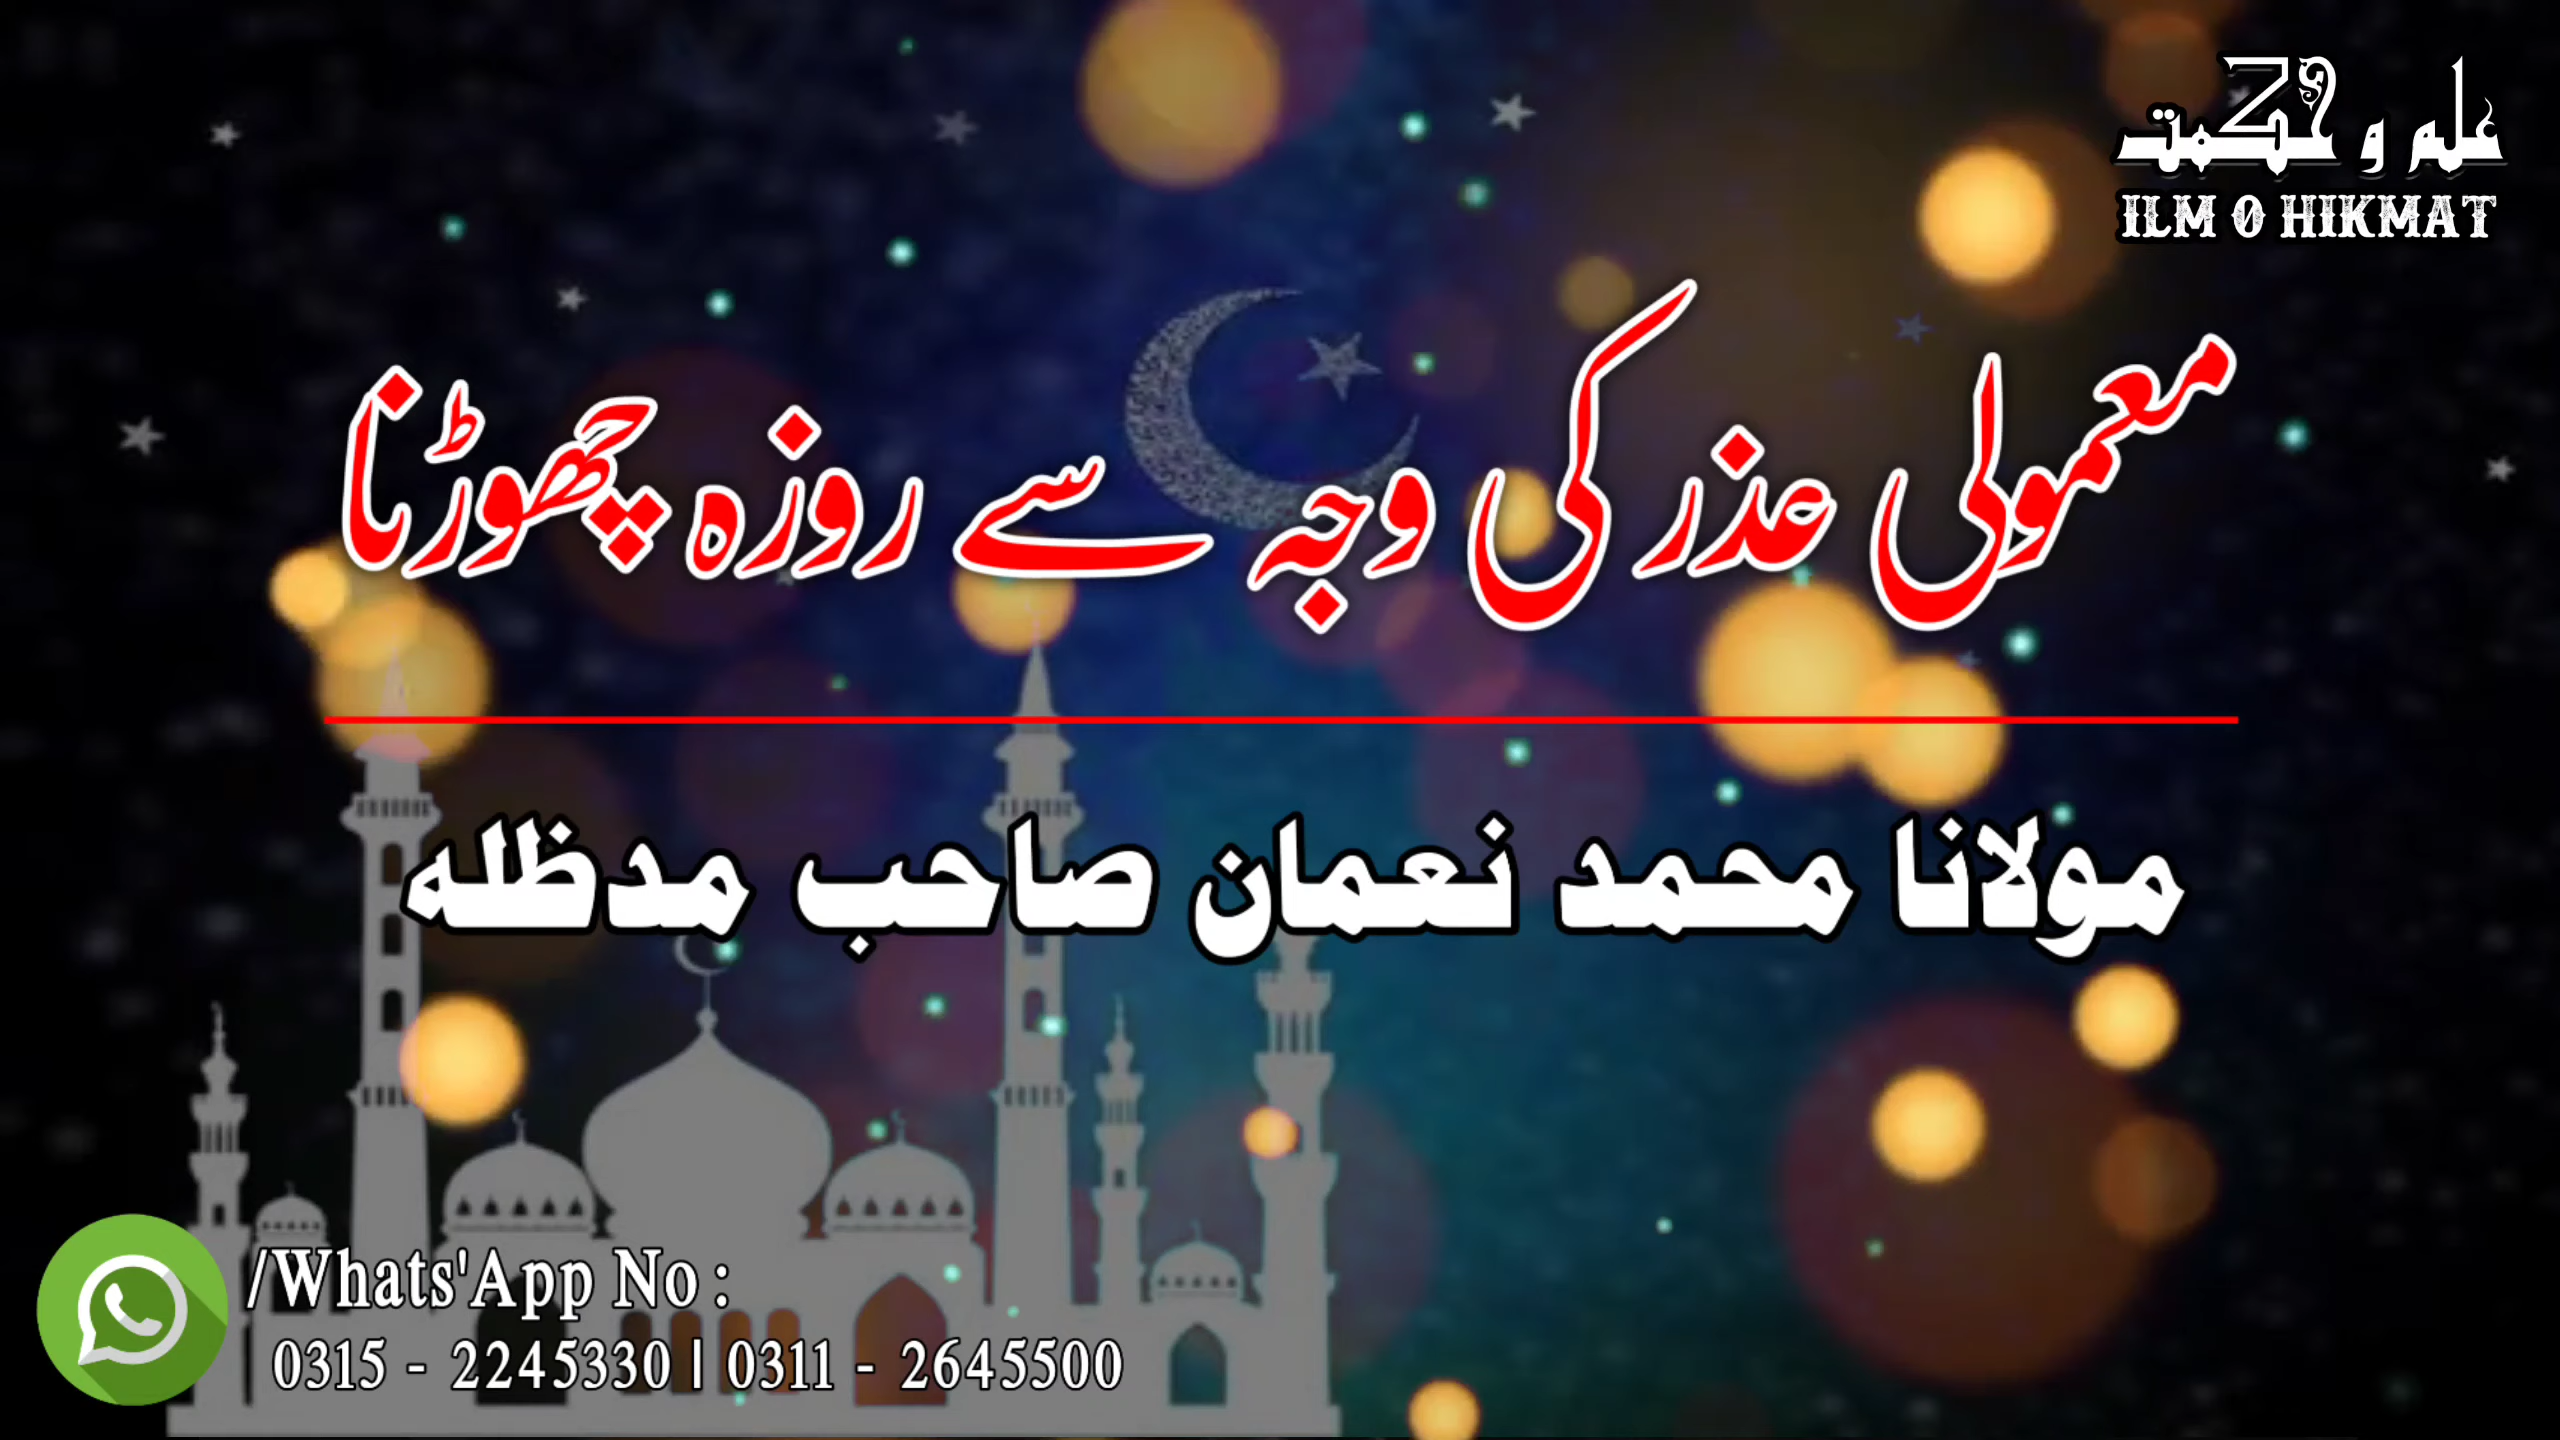 علم و حکمت
ILM O HIKMAT
معمولی عذر کی وجہ سے روزہ چھوڑنا
مولانا محمد نعمان صاحب مدظله
/Whats'App No :
0315 - 2245330 | 0311 - 2645500